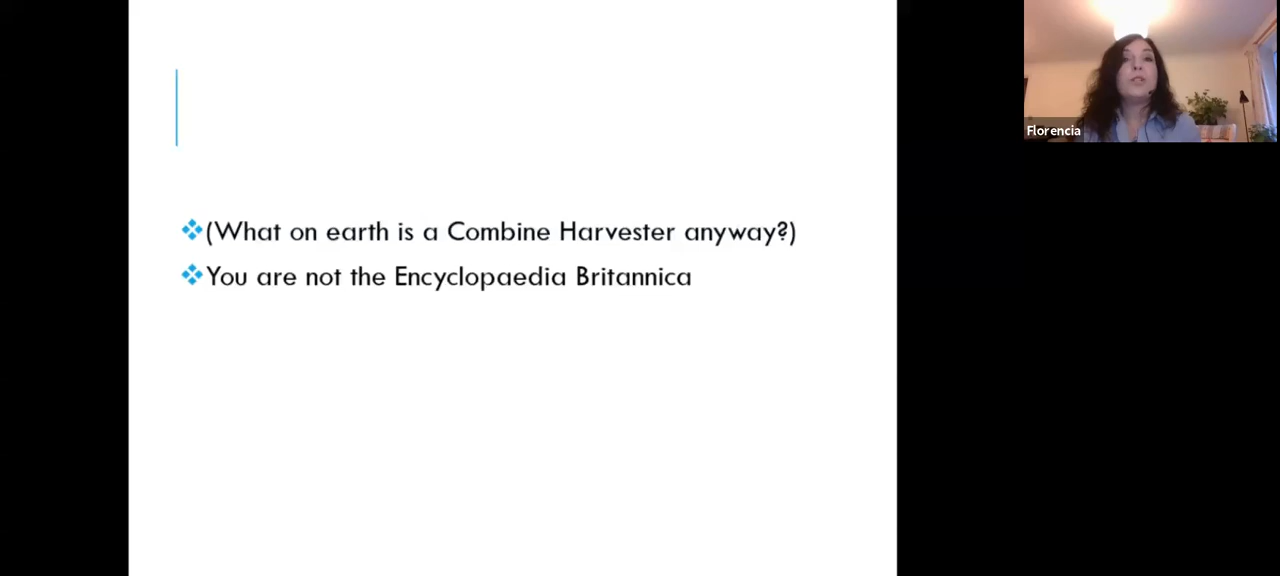 (What on earth is a Combine Harvester anyway?)
You are not the Encyclopaedia Britannica
Florencia